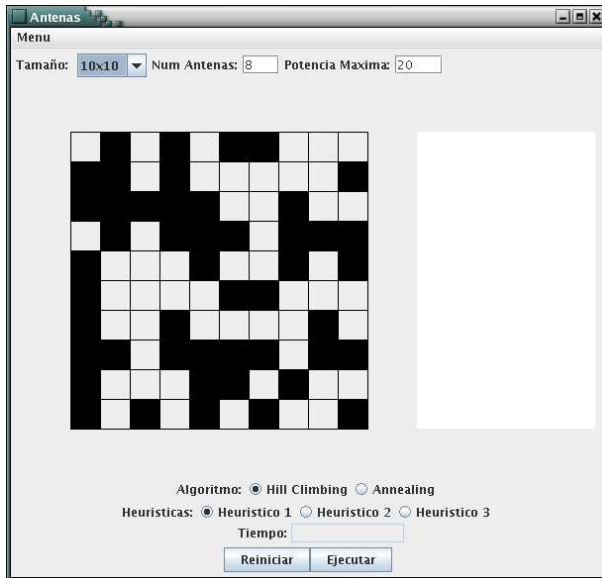 Antenas
Menu
Tamaño: 10x10 Num Antenas: 8 Potencia Maxima: 20
Algoritmo: Hill Climbing Annealing
Heuristicas: Heuristico 1 Heuristico 2 Heuristico 3
Tiempo:
Reiniciar Ejecutar